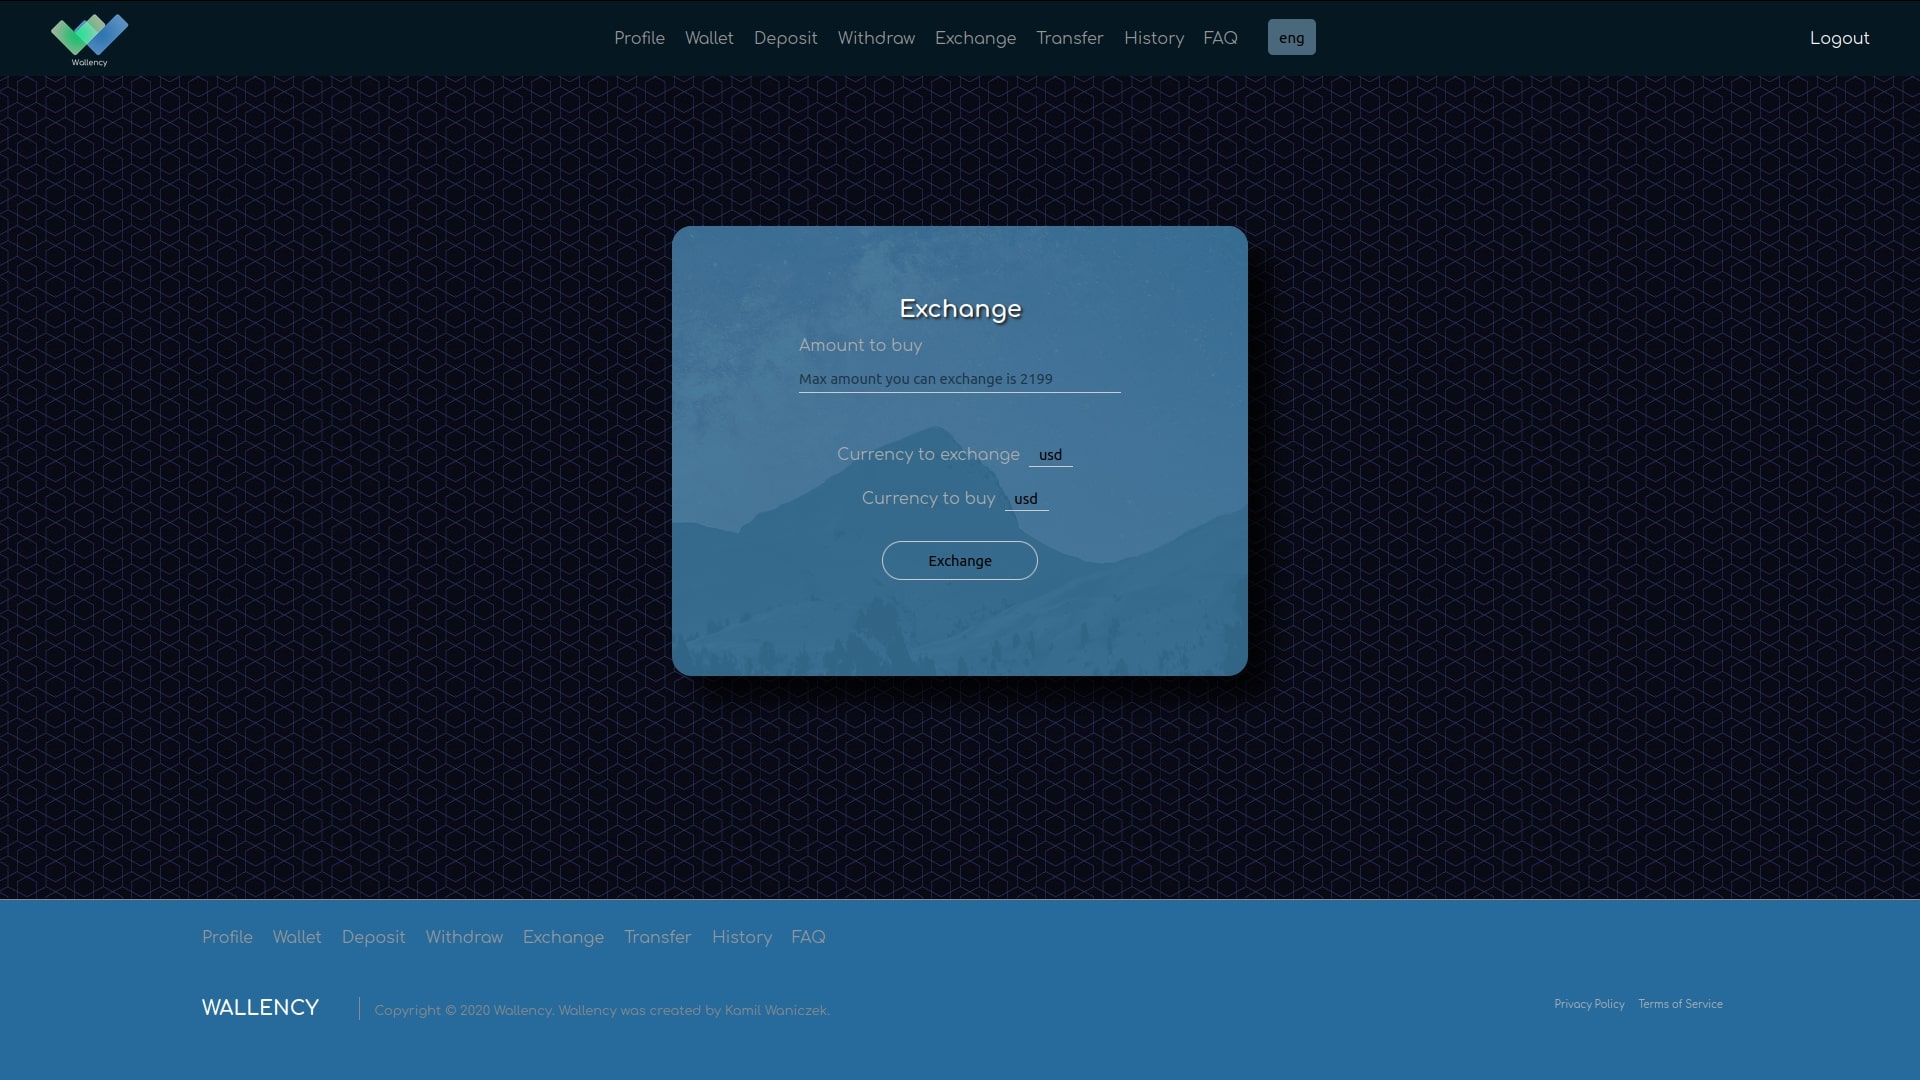 Wallency
Profile Wallet Deposit Withdraw Exchange Transfer History FAQ eng Logout
Exchange
Amount to buy
Max amount you can exchange is 2199
Currency to exchange usd
Currency to buy usd
Exchange
Profile Wallet Deposit Withdraw Exchange Transfer History FAQ
WALLENCY Copyright © 2020 Wallency. Wallency was created by Kamil Waniczek. Privacy Policy Terms of Service